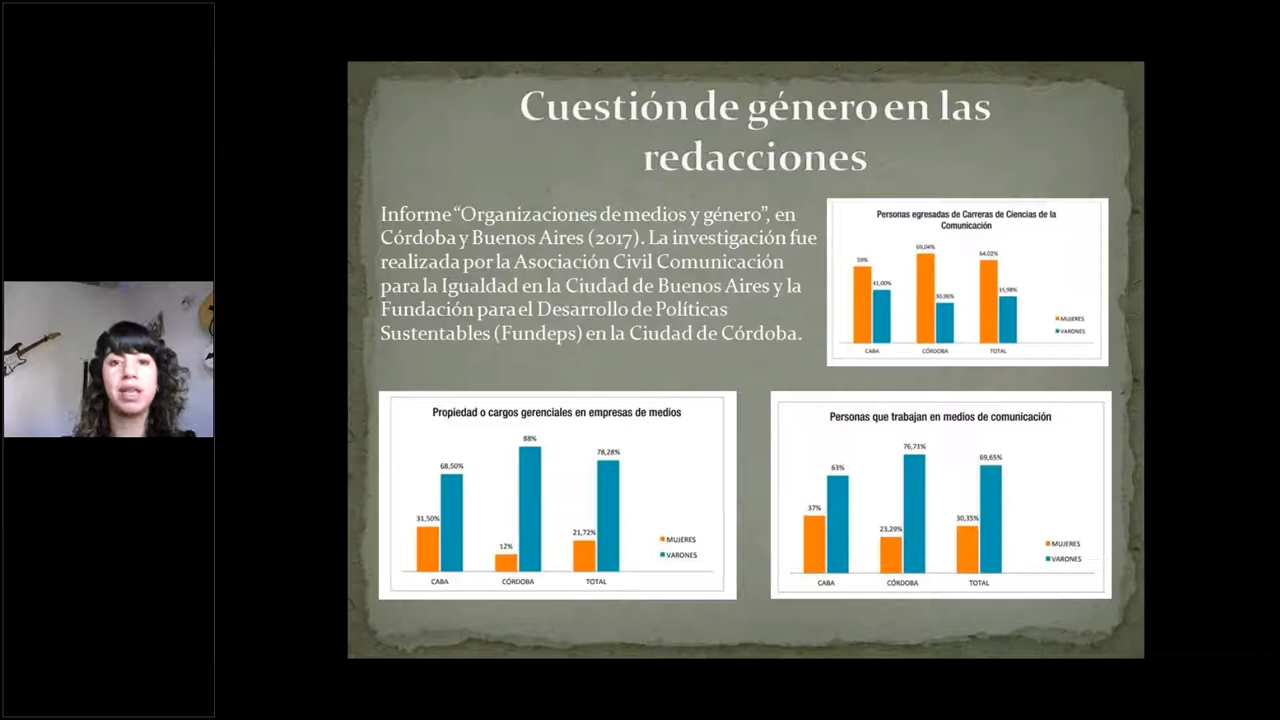 Cuestión de género en las
redacciones
Informe “Organizaciones de medios y género”, en
Córdoba y Buenos Aires (2017). La investigación fue
realizada por la Asociación Civil Comunicación
para la Igualdad en la Ciudad de Buenos Aires y la
Fundación para el Desarrollo de Políticas
Sustentables (Fundeps) en la Ciudad de Córdoba.
Personas egresadas de Carreras de Ciencias de la
Comunicación
59%
41,00%
69,04%
30,96%
64,02%
35,98%
MUJERES
VARONES
CABA
CÓRDOBA
TOTAL
Propiedad o cargos gerenciales en empresas de medios
31,50%
68,50%
12%
88%
21,72%
78,28%
MUJERES
VARONES
CABA
CÓRDOBA
TOTAL
Personas que trabajan en medios de comunicación
37%
63%
23,29%
76,71%
30,35%
69,65%
MUJERES
VARONES
CABA
CÓRDOBA
TOTAL